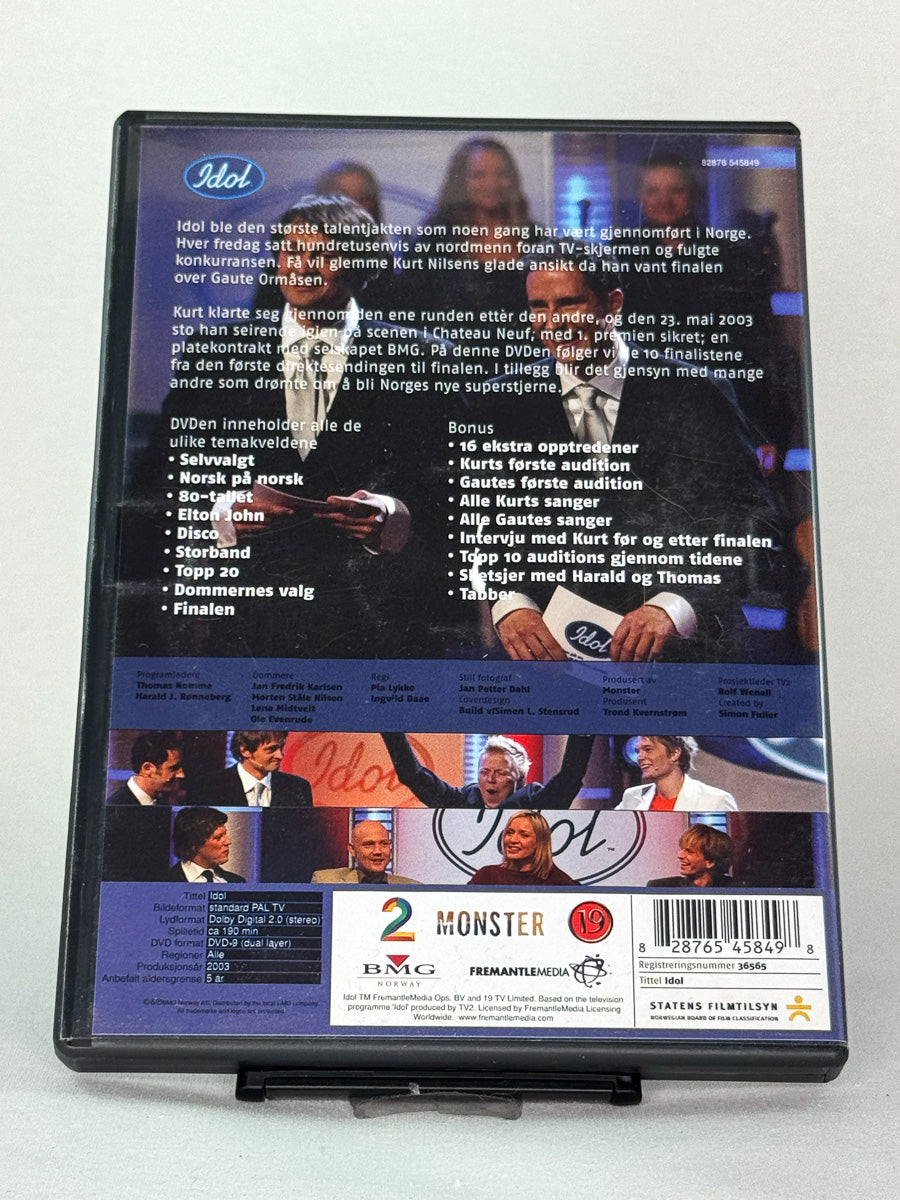 Idol
82876 545849
Idol ble den største talentjakten som noen gang har vært gjennomført i Norge.
Hver fredag satt hundretusenvis av nordmenn foran TV-skjermen og fulgte
konkurransen. Få vil glemme Kurt Nilsens glade ansikt da han vant finalen
over Gaute Ormåsen.
Kurt klarte seg gjennom den ene runden etter den andre, og den 23. mai 2003
sto han seirende igjen på scenen i Chateau Neuf, med 1. premien sikret; en
platekontrakt med selskapet BMG. På denne DVDen følger vi de 10 finalistene
fra den første direktesendingen til finalen. I tillegg blir det gjensyn med mange
andre som drømte om å bli Norges nye superstjerne.
DVDen inneholder alle de
ulike temakveldene
• Selvvalgt
• Norsk på norsk
• 80-tallet
• Elton John
• Disco
• Storband
• Topp 20
• Dommernes valg
• Finalen
Bonus
• 16 ekstra opptredener
• Kurts første audition
• Gautes første audition
• Alle Kurts sanger
• Alle Gautes sanger
• Intervju med Kurt før og etter finalen
• Topp 10 auditions gjennom tidene
• Sketsjer med Harald og Thomas
• Tabber
Idol
Programledere
Thomas Numme
Harald J. Rønneberg
Dommere
Jan Fredrik Karlsen
Morten Ståle Nilsen
Lena Midtveit
Ole Evenrude
Regi
Pia Lykke
Ingvild Daae
Still fotograf
Jan Petter Dahl
Coverdesign
Build v/Simen L. Stensrud
Produsert av
Monster
Produsent
Trond Kvernstrøm
Prosjektleder TV2
Rolf Wenell
Created by
Simon Fuller
Idol
Idol
Tittel Idol
Bildeformat standard PAL TV
Lydformat Dolby Digital 2.0 (stereo)
Spilletid ca 190 min
DVD format DVD-9 (dual layer)
Regioner Alle
Produksjonsår 2003
Anbefalt aldersgrense 5 år
2 MONSTER 19
BMG
NORWAY
FREMANTLEMEDIA
Idol TM FremantleMedia Ops. BV and 19 TV Limited. Based on the television
programme 'Idol' produced by TV2. Licensed by FremantleMedia Licensing
Worldwide. www.fremantlemedia.com
8 28765 45849 8
Registreringsnummer 36565
Tittel Idol
STATENS FILMTILSYN
NORWEGIAN BOARD OF FILM CLASSIFICATION